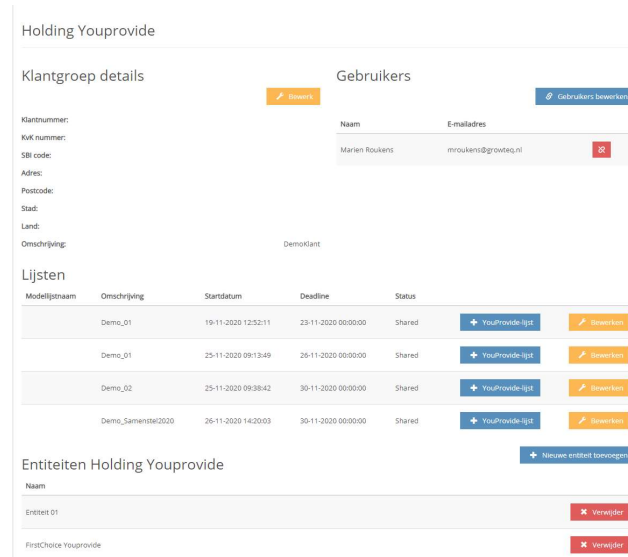 Holding Youprovide
Klantgroep details
Bewerk
Klantnummer:
KvK nummer:
SBI code:
Adres:
Postcode:
Stad:
Land:
Omschrijving: DemoKlant
Gebruikers
Gebruikers bewerken
Naam E-mailadres
Marien Roukens mroukens@growteq.nl
Lijsten
Modellijstnaam Omschrijving Startdatum Deadline Status
Demo_01 19-11-2020 12:52:11 23-11-2020 00:00:00 Shared YouProvide-lijst Bewerken
Demo_01 25-11-2020 09:13:49 26-11-2020 00:00:00 Shared YouProvide-lijst Bewerken
Demo_02 25-11-2020 09:38:42 30-11-2020 00:00:00 Shared YouProvide-lijst Bewerken
Demo_Samenstel2020 26-11-2020 14:20:03 30-11-2020 00:00:00 Shared YouProvide-lijst Bewerken
Nieuwe entiteit toevoegen
Entiteiten Holding Youprovide
Naam
Entiteit 01 Verwijder
FirstChoice Youprovide Verwijder